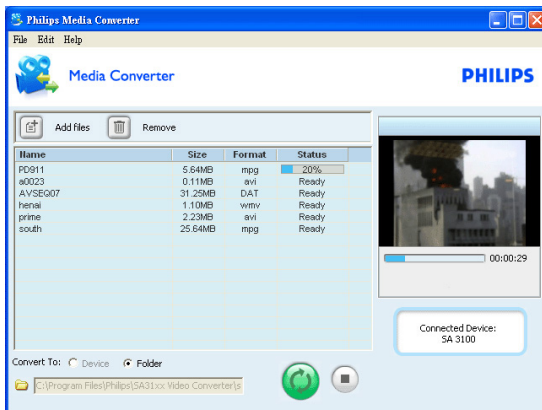 Philips Media Converter
File Edit Help
Media Converter
PHILIPS
Add files Remove
Name Size Format Status
PD911 5.64MB mpg 20%
a0023 0.11MB avi Ready
AVSEQ07 31.25MB DAT Ready
henai 1.10MB wmv Ready
prime 2.23MB avi Ready
south 25.64MB mpg Ready
00:00:29
Connected Device:
SA 3100
Convert To: Device Folder
C:\Program Files\Philips\SA31xx Video Converter\s